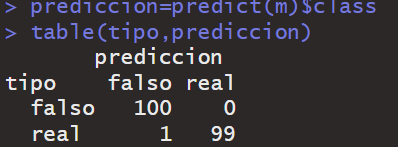 > prediccion=predict(m)$class
> table(tipo,prediccion)
prediccion
tipo falso real
falso 100 0
real 1 99